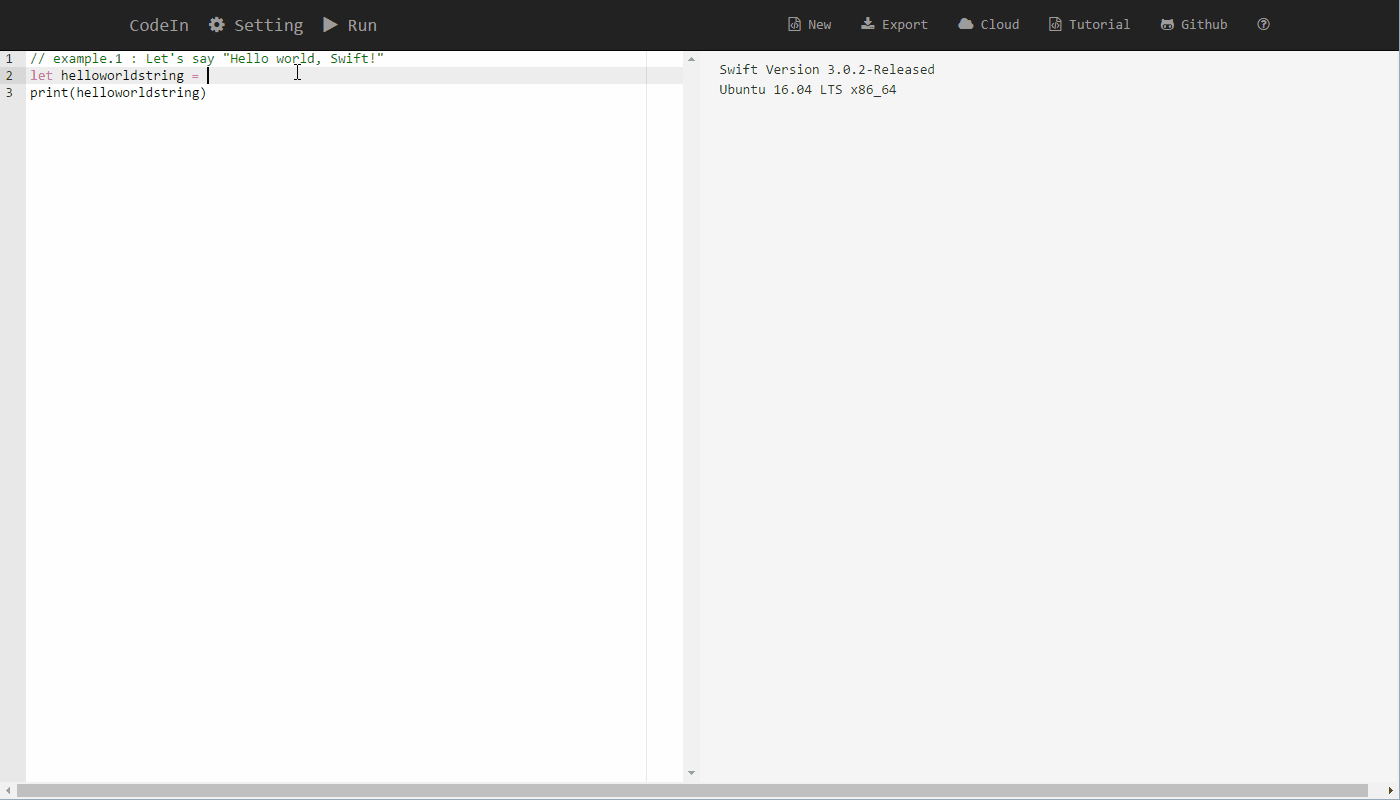 CodeIn Setting Run New Export Cloud Tutorial Github
1 // example.1 : Let's say "Hello world, Swift!"
2 let helloworldstring =
3 print(helloworldstring)
Swift Version 3.0.2-Released
Ubuntu 16.04 LTS x86_64